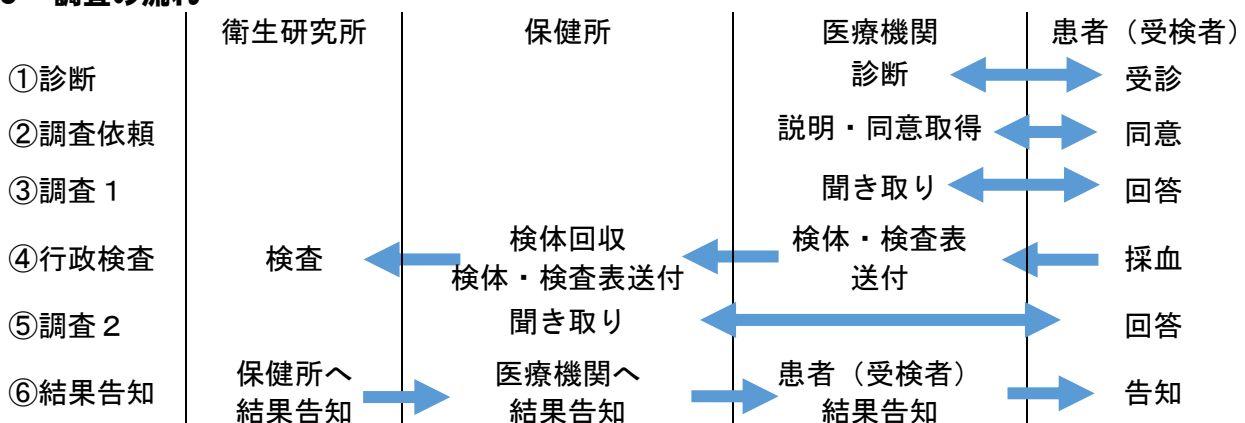 衛生研究所 保健所 医療機関 患者（受検者）
①診断 診断 受診
②調査依頼 説明・同意取得 同意
③調査１ 聞き取り 回答
④行政検査 検査 検体回収 検体・検査表送付 検体・検査表 送付 採血
⑤調査２ 聞き取り 回答
⑥結果告知 保健所へ 結果告知 医療機関へ 結果告知 患者（受検者） 結果告知 告知